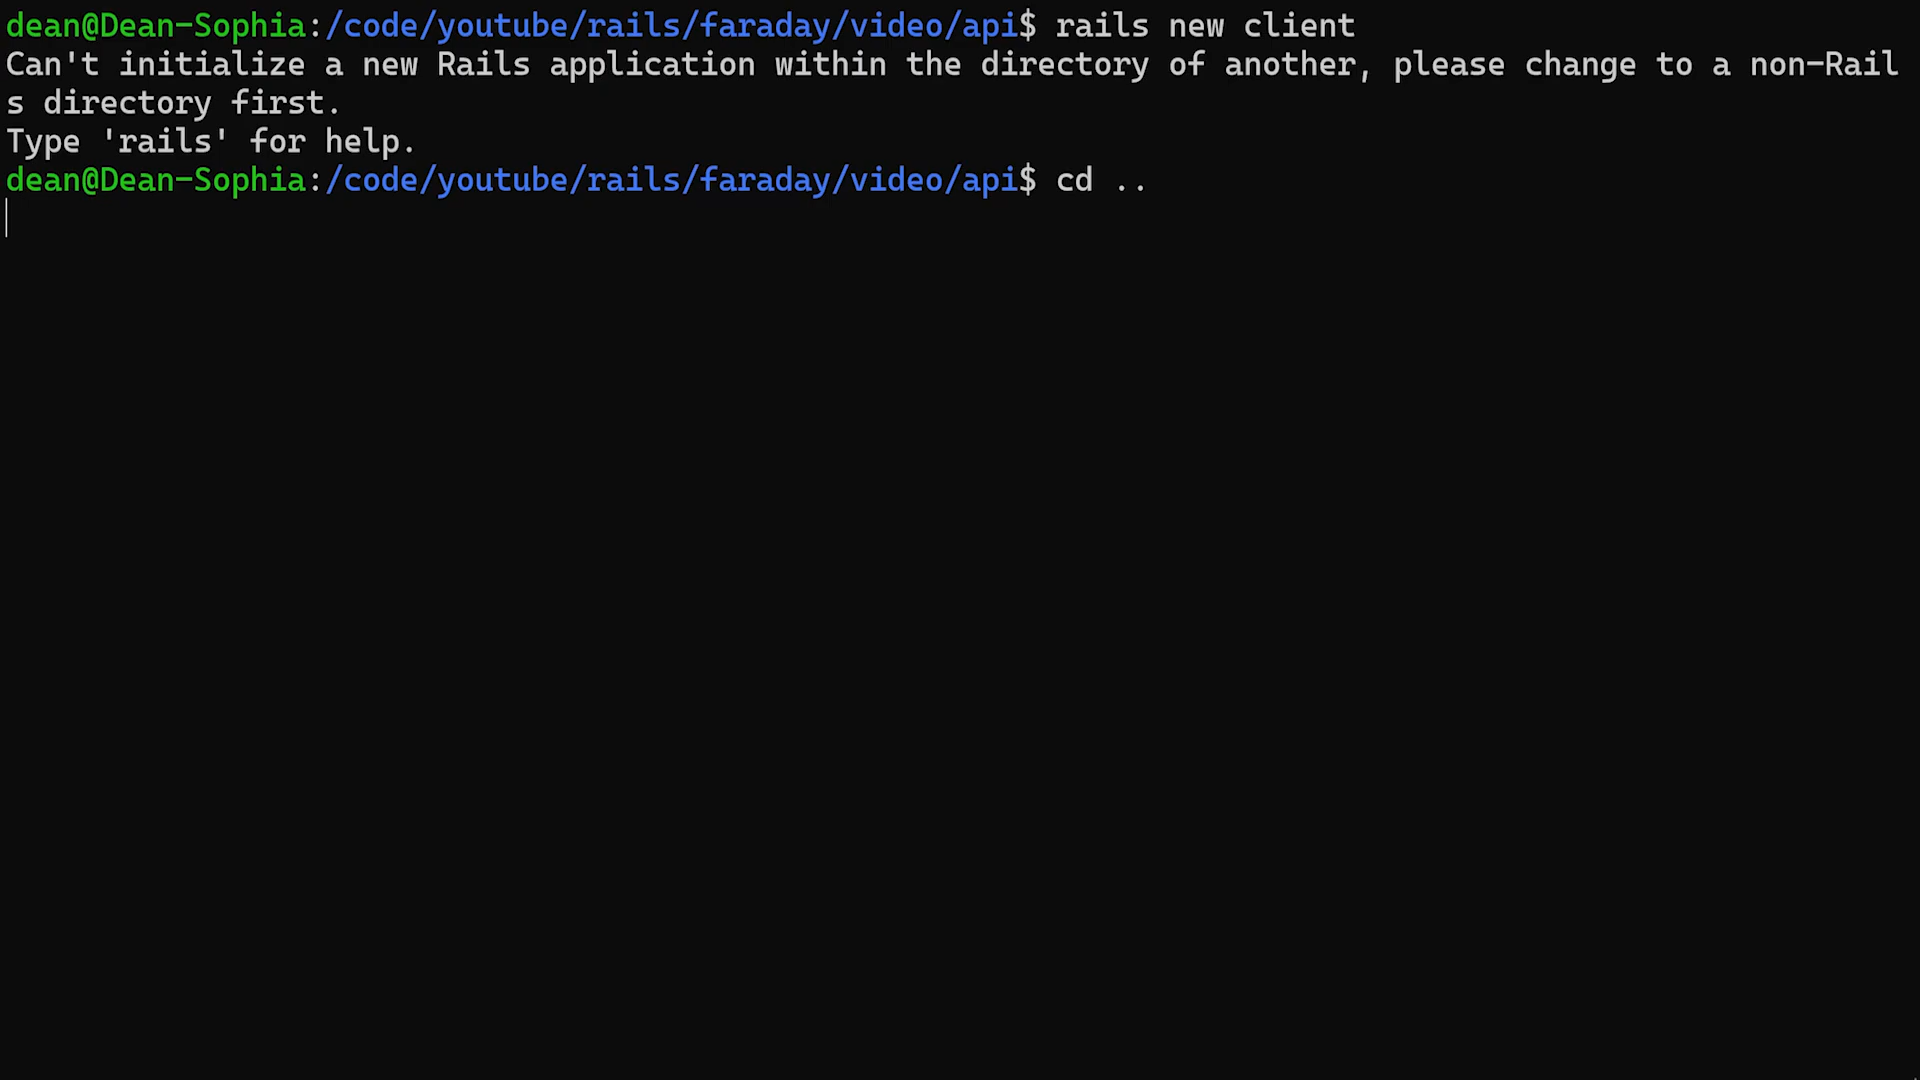 dean@Dean-Sophia:/code/youtube/rails/faraday/video/api$ rails new client
Can't initialize a new Rails application within the directory of another, please change to a non-Rail
s directory first.
Type 'rails' for help.
dean@Dean-Sophia:/code/youtube/rails/faraday/video/api$ cd ..